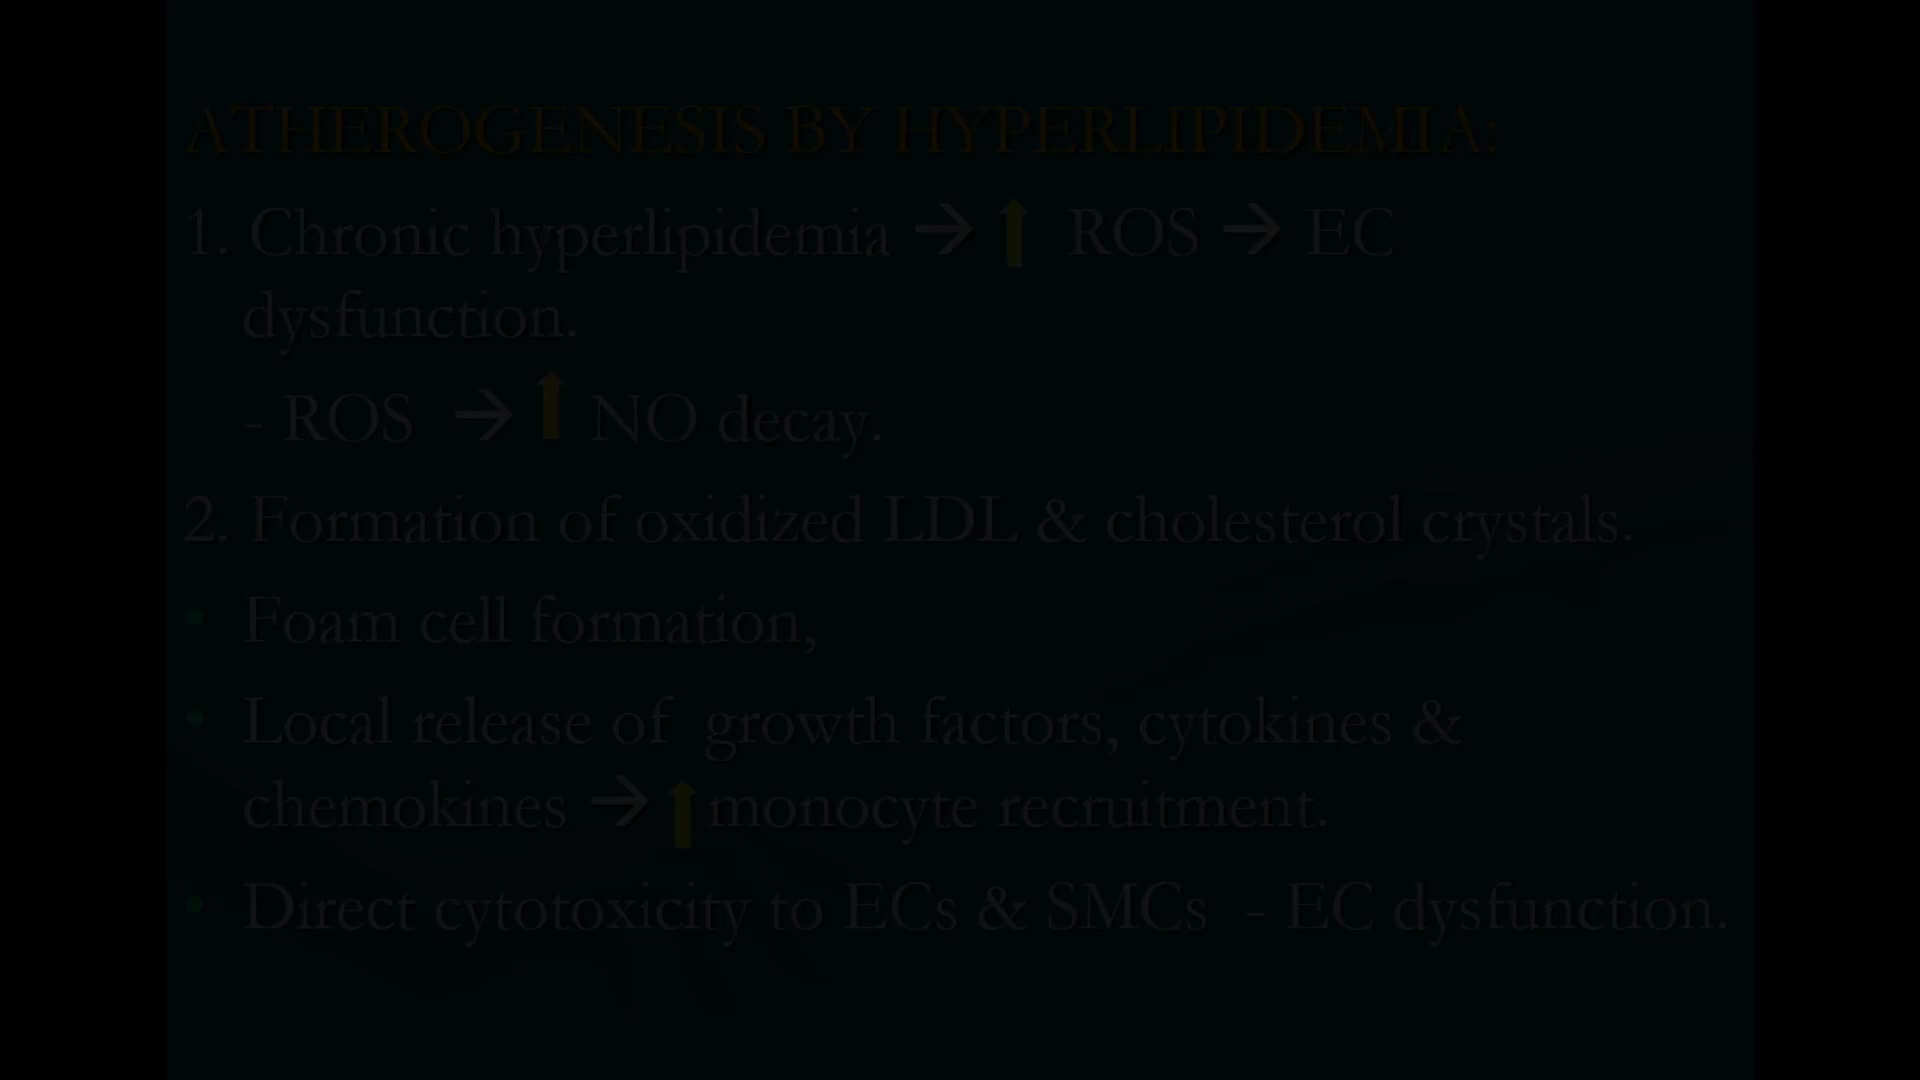 ATHEROGENESIS BY HYPERLIPIDEMIA:
1. Chronic hyperlipidemia → ⬆ ROS → EC
dysfunction.
- ROS → ⬆ NO decay.
2. Formation of oxidized LDL & cholesterol crystals.
• Foam cell formation,
• Local release of growth factors, cytokines &
chemokines → ⬆ monocyte recruitment.
• Direct cytotoxicity to ECs & SMCs - EC dysfunction.